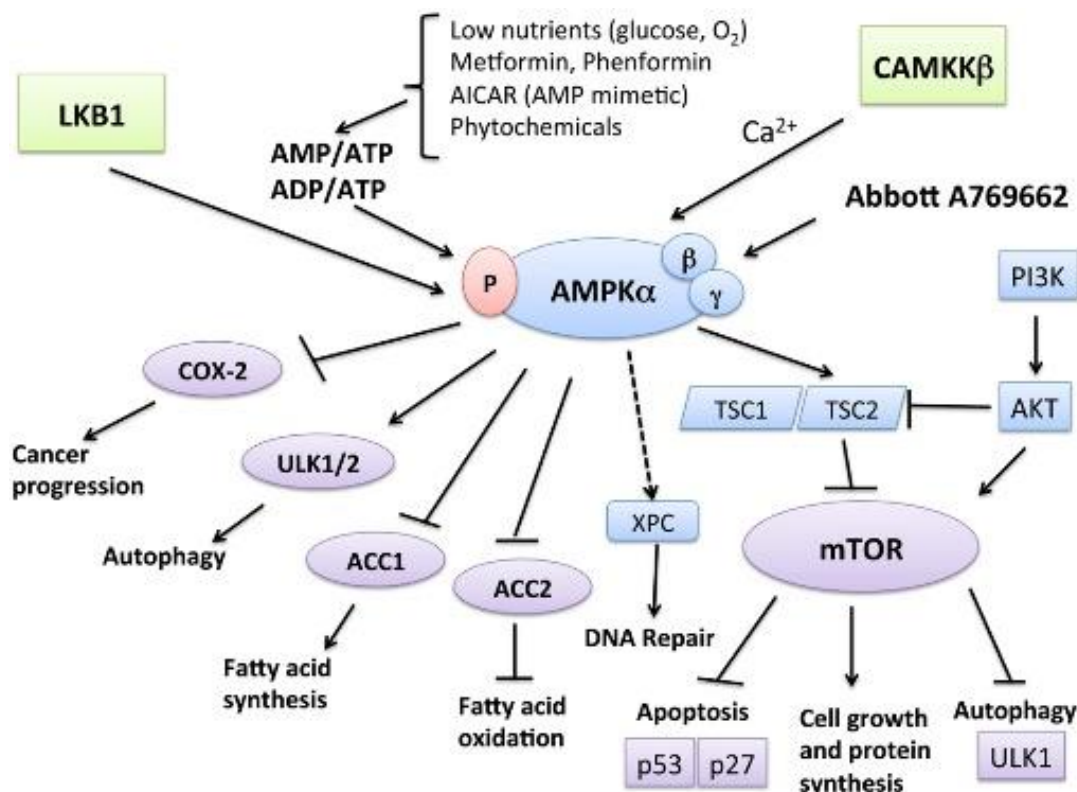 Low nutrients (glucose, O₂)
Metformin, Phenformin
AICAR (AMP mimetic)
Phytochemicals
CAMKKβ
LKB1
Ca²⁺
AMP/ATP
ADP/ATP
Abbott A769662
P
AMPKα
β
γ
PI3K
COX-2
TSC1
TSC2
AKT
Cancer
progression
ULK1/2
XPC
mTOR
Autophagy
ACC1
ACC2
DNA Repair
Fatty acid
synthesis
Fatty acid
oxidation
Apoptosis
p53
p27
Cell growth
and protein
synthesis
Autophagy
ULK1